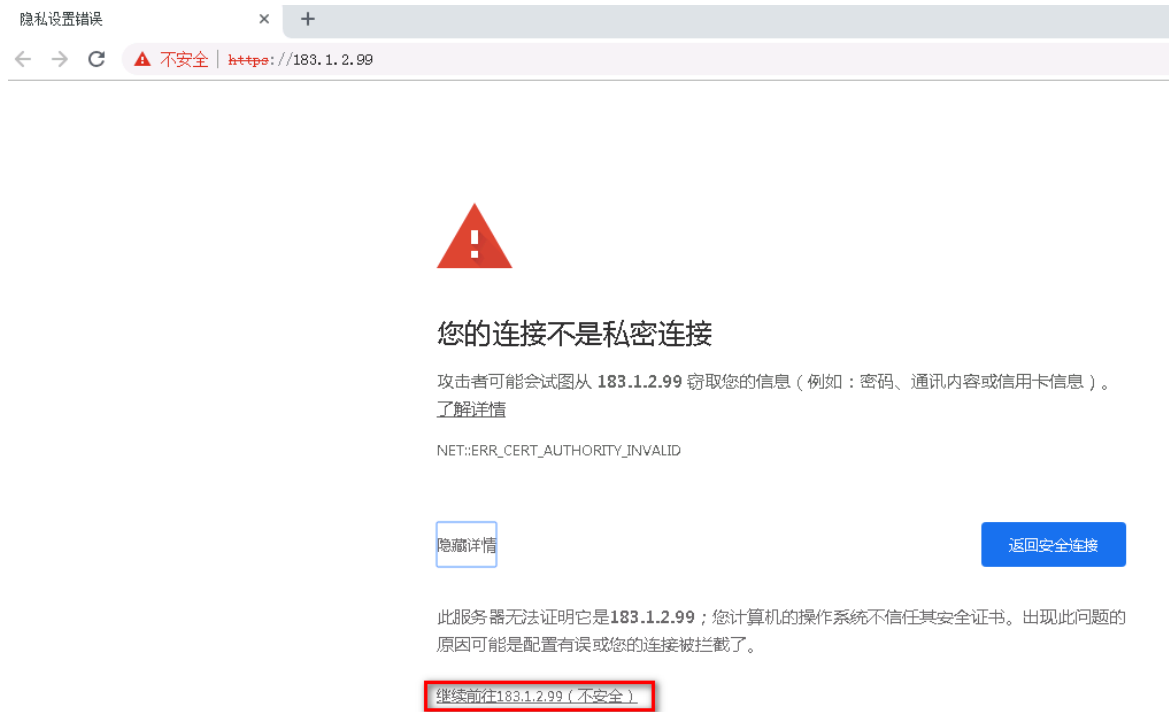 隐私设置错误
不安全 https://183.1.2.99
您的连接不是私密连接
攻击者可能会试图从 183.1.2.99 窃取您的信息（例如：密码、通讯内容或信用卡信息）。
了解详情
NET::ERR_CERT_AUTHORITY_INVALID
隐藏详情
返回安全连接
此服务器无法证明它是183.1.2.99；您计算机的操作系统不信任其安全证书。出现此问题的
原因可能是配置有误或您的连接被拦截了。
继续前往183.1.2.99（不安全）